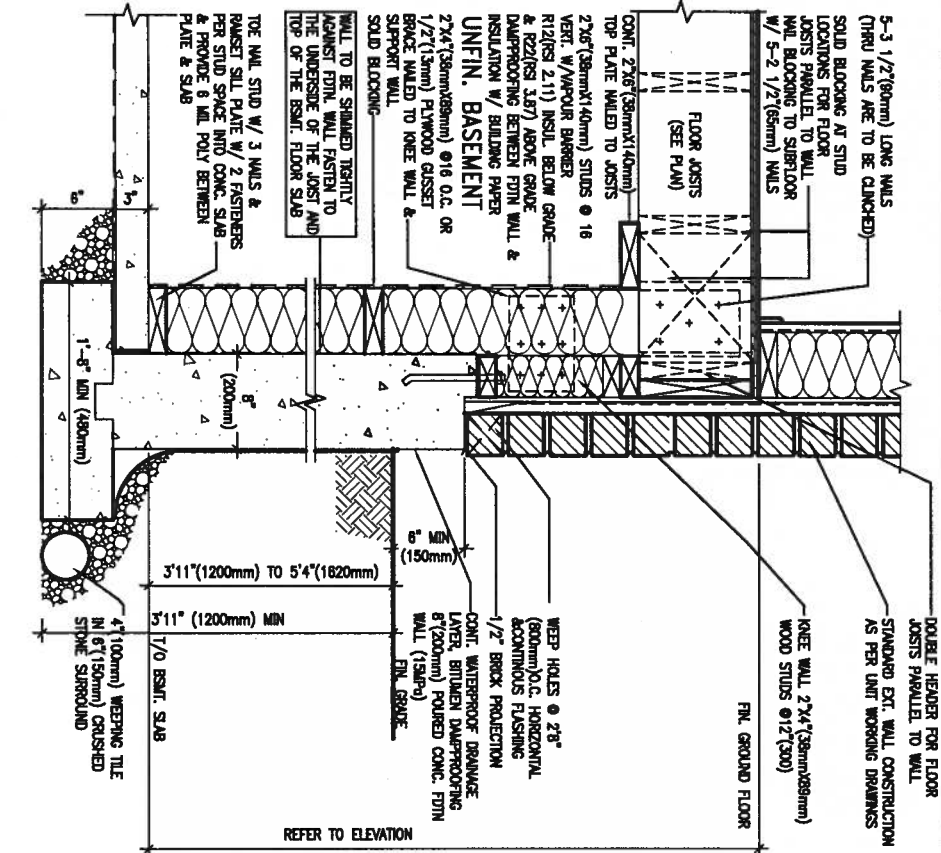 5-3 1/2"(80mm) LONG NAILS
(THRU NAILS ARE TO BE CLINCHED)
SOLID BLOCKING AT STUD
LOCATIONS FOR FLOOR
JOISTS PARALLEL TO WALL
NAIL BLOCKING TO SUBFLOOR
W/ 5-2 1/2"(65mm) NAILS
FLOOR JOISTS
(SEE PLAN)
CONT. 2"X6"(38mmX140mm)
TOP PLATE NAILED TO JOISTS
2"X6"(38mmX140mm) STUDS @ 16
VERT. W/VAPOUR BARRIER
R12(RSI 2.11) INSUL. BELOW GRADE
& R22(RSI 3.87) ABOVE GRADE
DAMPPROOFING BETWEEN FDTN WALL &
INSULATION W/ BUILDING PAPER
UNFIN. BASEMENT
2"X4"(38mmX89mm) @16 O.C. OR
1/2"(13mm) PLYWOOD GUSSET
BRACE NAILED TO KNEE WALL &
SUPPORT WALL
SOLID BLOCKING
WALL TO BE SHIMMED TIGHTLY
AGAINST FDTN. WALL FASTEN TO
THE UNDERSIDE OF THE JOIST AND
TOP OF THE BSMT. FLOOR SLAB
TOE NAIL STUD W/ 3 NAILS &
RAMSET SILL PLATE W/ 2 FASTENERS
PER STUD SPACE INTO CONC. SLAB
& PROVIDE 6 MIL POLY BETWEEN
PLATE & SLAB
3"
6"
1'-8" MIN (480mm)
8"
(200mm)
6" MIN
(150mm)
3'11"(1200mm) TO 5'4"(1620mm)
3'11" (1200mm) MIN
REFER TO ELEVATION
DOUBLE HEADER FOR FLOOR
JOISTS PARALLEL TO WALL
STANDARD EXT. WALL CONSTRUCTION
AS PER UNIT WORKING DRAWINGS
KNEE WALL 2"X4"(38mmX89mm)
WOOD STUDS @12"(300)
FIN. GROUND FLOOR
WEEP HOLES @ 2'8"
(800mm)O.C. HORIZONTAL
&CONTINOUS FLASHING
1/2" BRICK PROJECTION
CONT. WATERPROOF DRAINAGE
LAYER, BITUMEN DAMPPROOFING
8"(200mm) POURED CONC. FDTN
WALL (15MPa)
FIN. GRADE
T/O BSMT. SLAB
4"(100mm) WEEPING TILE
IN 6"(150mm) CRUSHED
STONE SURROUND